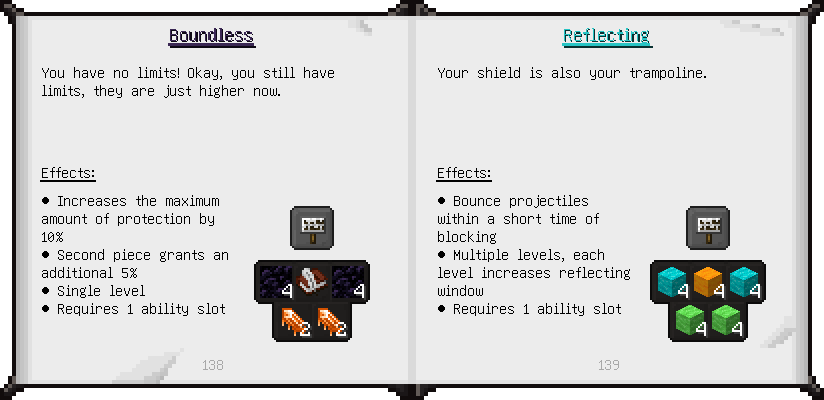 Boundless
You have no limits! Okay, you still have
limits, they are just higher now.
Effects:
● Increases the maximum
amount of protection by
10%
● Second piece grants an
additional 5%
● Single level
● Requires 1 ability slot
4
4
2
2
138
Reflecting
Your shield is also your trampoline.
Effects:
● Bounce projectiles
within a short time of
blocking
● Multiple levels, each
level increases reflecting
window
● Requires 1 ability slot
4
4
4
4
4
139